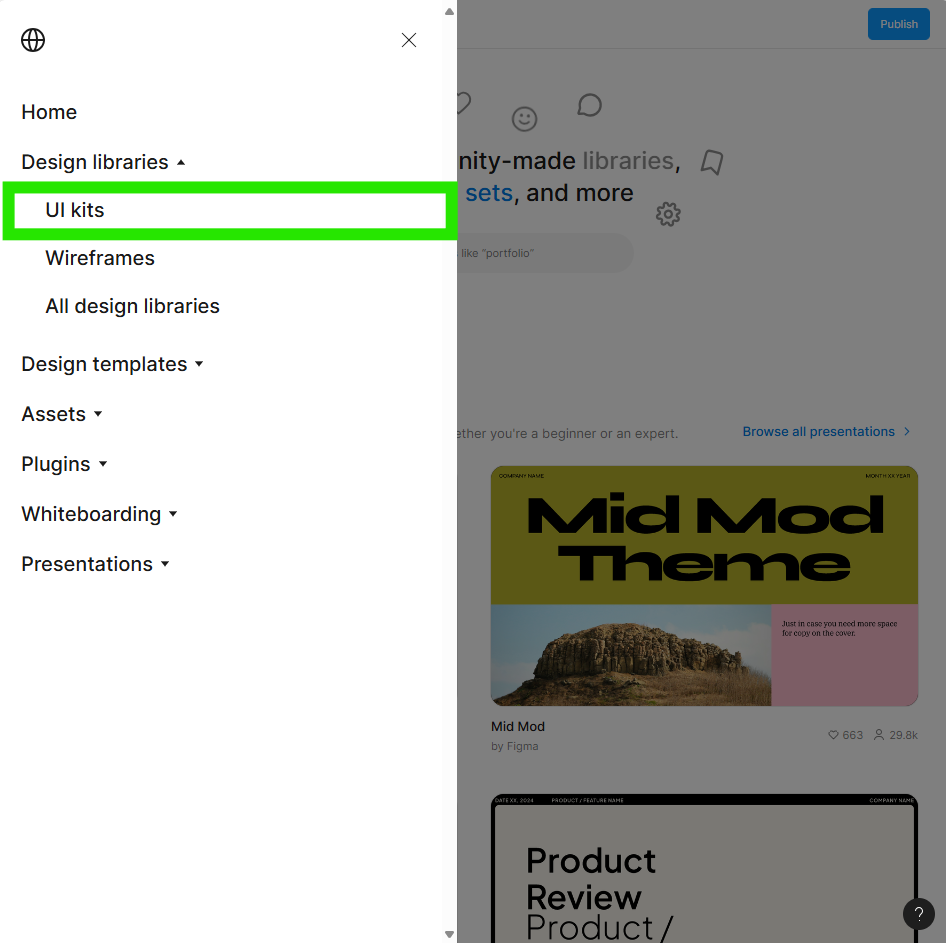 Publish
Home
Design libraries
UI kits
Wireframes
All design libraries
Design templates
Assets
Plugins
Whiteboarding
Presentations
nity-made libraries,
sets, and more
like "portfolio"
ether you're a beginner or an expert.
Browse all presentations
COMPANY NAME
MONTH XX YEAR
Mid Mod
Theme
Just in case you need more space
for copy on the cover.
Mid Mod
by Figma
663
29.8k
DATE XX, 2024
PRODUCT / FEATURE NAME
COMPANY NAME
Product
Review
Product /
?